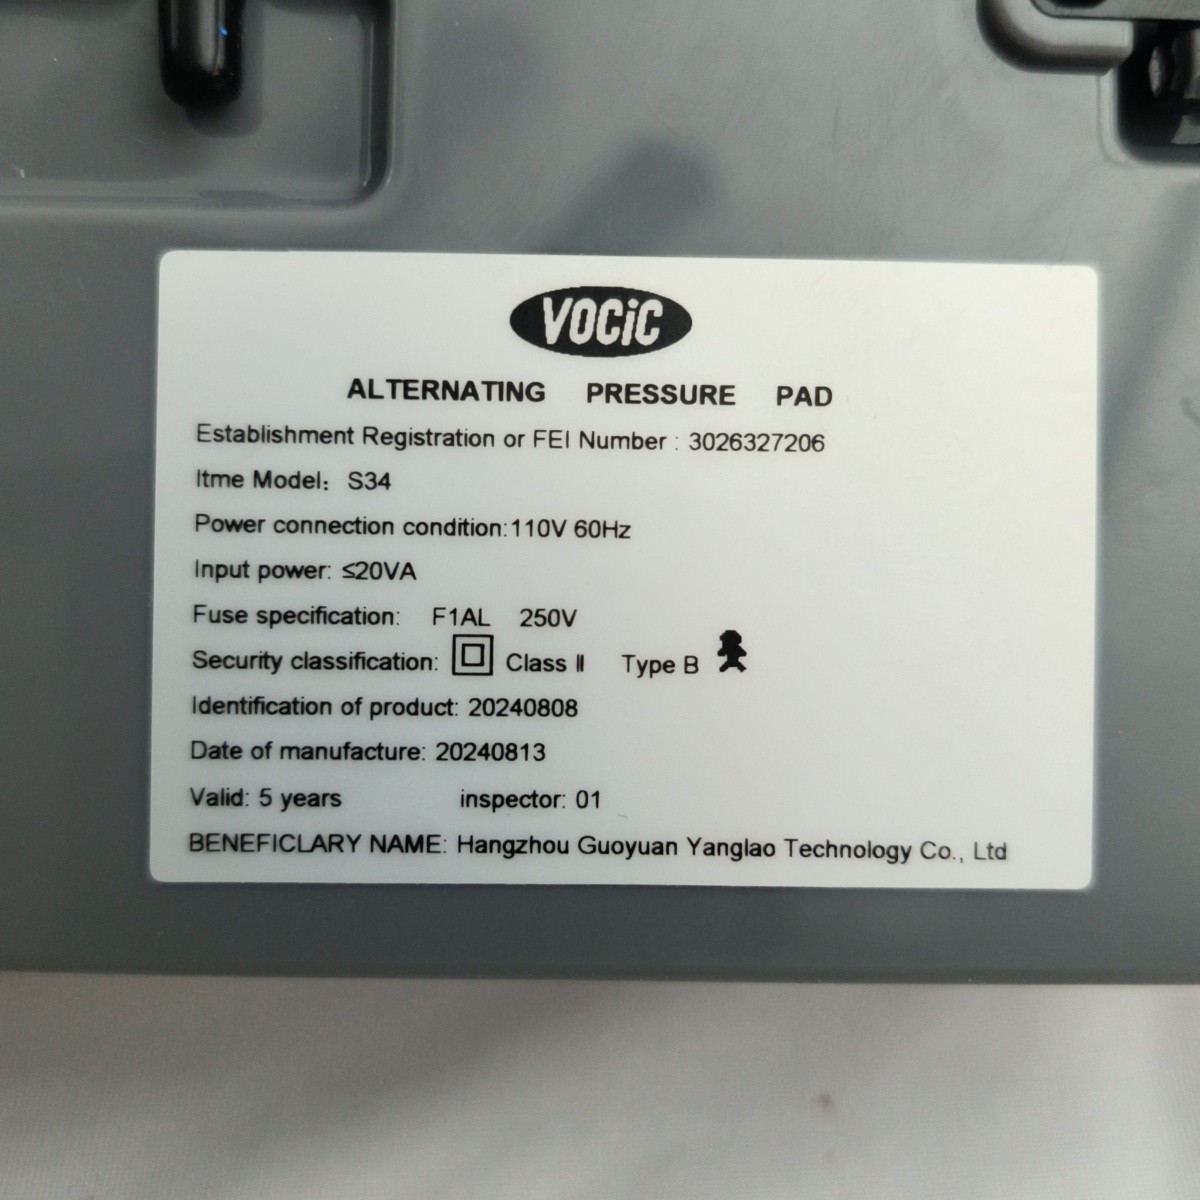 VOCiC
ALTERNATING PRESSURE PAD
Establishment Registration or FEI Number : 3026327206
Itme Model: S34
Power connection condition:110V 60Hz
Input power: ≤20VA
Fuse specification: F1AL 250V
Security classification: Class Ⅱ Type B
Identification of product: 20240808
Date of manufacture: 20240813
Valid: 5 years inspector: 01
BENEFICLARY NAME: Hangzhou Guoyuan Yanglao Technology Co., Ltd